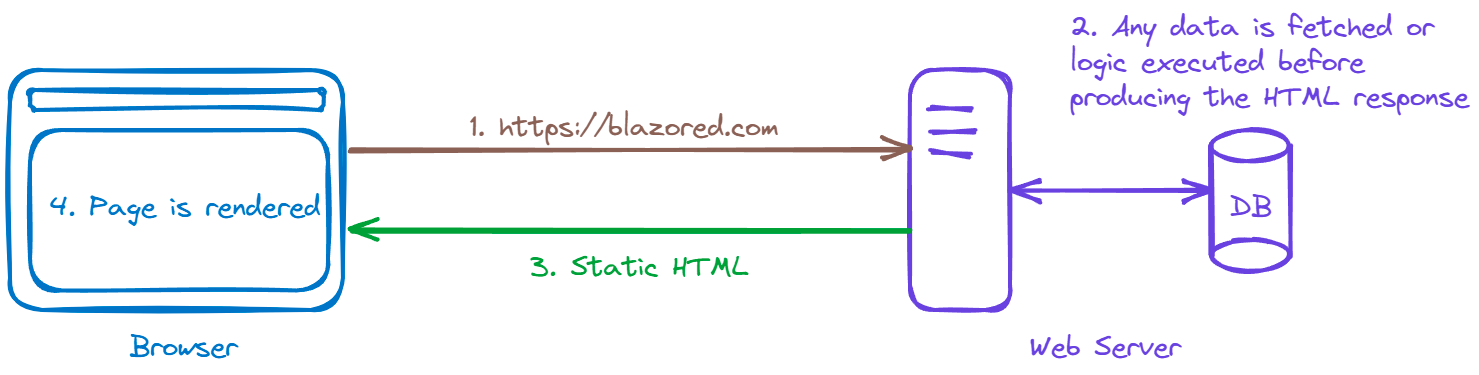 2. Any data is fetched or
logic executed before
producing the HTML response
1. https://blazored.com
4. Page is rendered
DB
3. Static HTML
Browser
Web Server